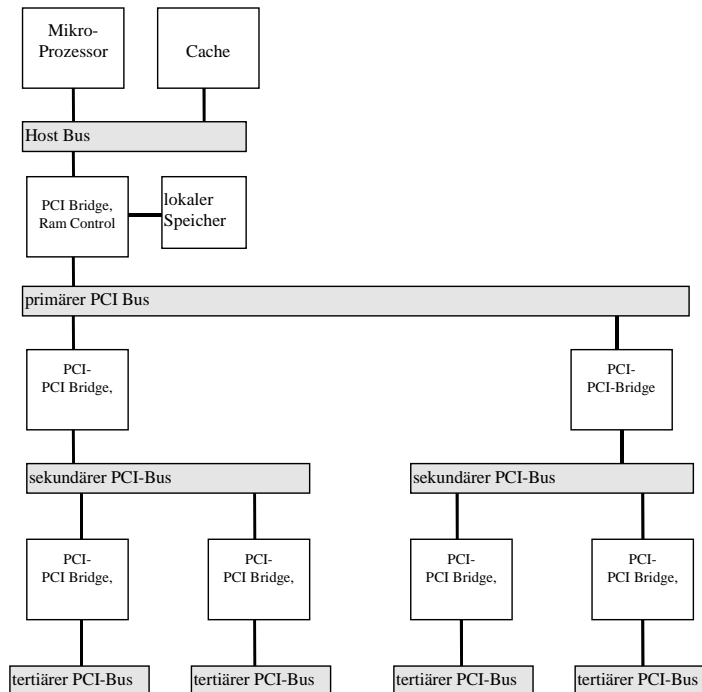 Mikro-
Prozessor
Cache
Host Bus
PCI Bridge,
Ram Control
lokaler
Speicher
primärer PCI Bus
PCI-
PCI Bridge,
PCI-
PCI-Bridge
sekundärer PCI-Bus
sekundärer PCI-Bus
PCI-
PCI Bridge,
PCI-
PCI Bridge,
PCI-
PCI Bridge,
PCI-
PCI Bridge,
tertiärer PCI-Bus
tertiärer PCI-Bus
tertiärer PCI-Bus
tertiärer PCI-Bus